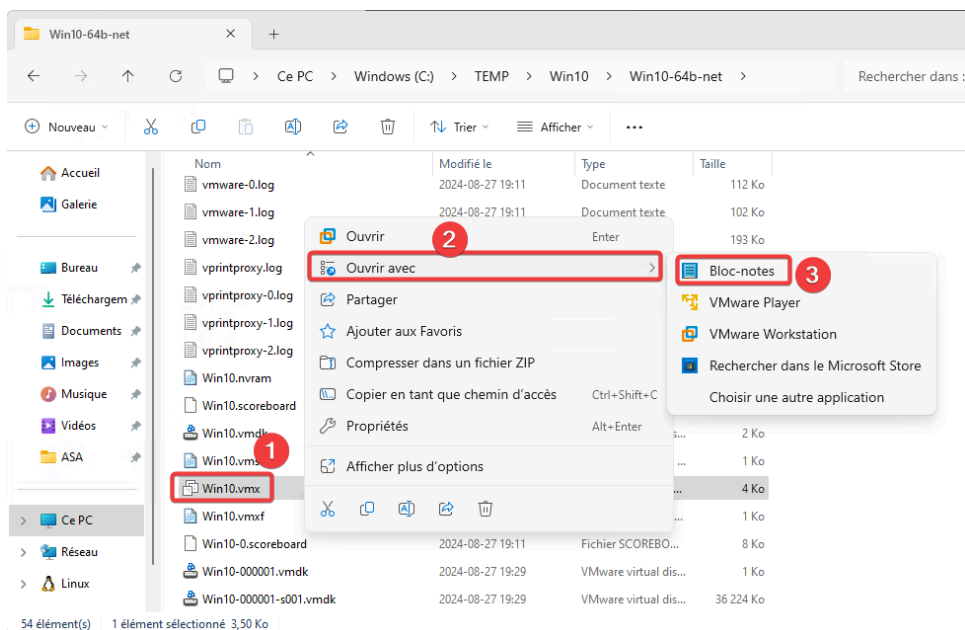 Win10-64b-net
Ce PC > Windows (C:) > TEMP > Win10 > Win10-64b-net >
Rechercher dans :
Nouveau
Trier
Afficher
Accueil
Galerie
Bureau
Téléchargem
Documents
Images
Musique
Vidéos
ASA
Ce PC
Réseau
Linux
Nom Modifié le Type Taille
vmware-0.log 2024-08-27 19:11 Document texte 112 Ko
vmware-1.log 2024-08-27 19:11 Document texte 102 Ko
vmware-2.log 193 Ko
vprintproxy.log
vprintproxy-0.log
vprintproxy-1.log
vprintproxy-2.log
Win10.nvram
Win10.scoreboard
Win10.vmdk s... 2 Ko
Win10.vms ... 1 Ko
Win10.vmx ... 4 Ko
Win10.vmxf ... 1 Ko
Win10-0.scoreboard 2024-08-27 19:11 Fichier SCOREBO... 8 Ko
Win10-000001.vmdk 2024-08-27 19:29 VMware virtual dis... 1 Ko
Win10-000001-s001.vmdk 2024-08-27 19:29 VMware virtual dis... 36 224 Ko
1
Ouvrir Enter
2
Ouvrir avec
Partager
Ajouter aux Favoris
Compresser dans un fichier ZIP
Copier en tant que chemin d'accès Ctrl+Shift+C
Propriétés Alt+Enter
Afficher plus d'options
Bloc-notes
3
VMware Player
VMware Workstation
Rechercher dans le Microsoft Store
Choisir une autre application
54 élément(s) 1 élément sélectionné 3,50 Ko